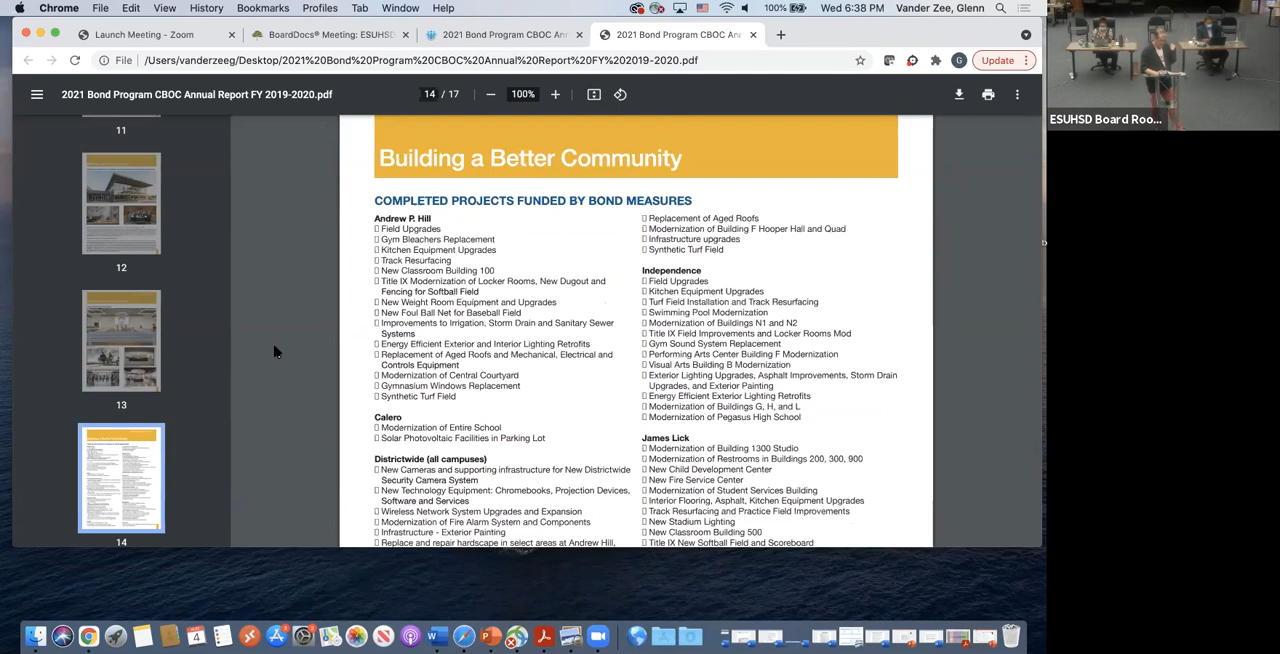 Chrome File Edit View History Bookmarks Profiles Tab Window Help 100% Wed 6:38 PM Vander Zee, Glenn
Launch Meeting - Zoom
BoardDocs® Meeting: ESUHSD
2021 Bond Program CBOC An
2021 Bond Program CBOC An
File /Users/vanderzeeg/Desktop/2021%20Bond%20Program%20CBOC%20Annual%20Report%20FY%202019-2020.pdf
G
Update
2021 Bond Program CBOC Annual Report FY 2019-2020.pdf
14 / 17
100%
ESUHSD Board Roo...
11
12
13
14
Building a Better Community
COMPLETED PROJECTS FUNDED BY BOND MEASURES
Andrew P. Hill
Field Upgrades
Gym Bleachers Replacement
Kitchen Equipment Upgrades
Track Resurfacing
New Classroom Building 100
Title IX Modernization of Locker Rooms, New Dugout and
Fencing for Softball Field
New Weight Room Equipment and Upgrades
New Foul Ball Net for Baseball Field
Improvements to Irrigation, Storm Drain and Sanitary Sewer
Systems
Energy Efficient Exterior and Interior Lighting Retrofits
Replacement of Aged Roofs and Mechanical, Electrical and
Controls Equipment
Modernization of Central Courtyard
Gymnasium Windows Replacement
Synthetic Turf Field
Calero
Modernization of Entire School
Solar Photovoltaic Facilities in Parking Lot
Districtwide (all campuses)
New Cameras and supporting infrastructure for New Districtwide
Security Camera System
New Technology Equipment: Chromebooks, Projection Devices,
Software and Services
Wireless Network System Upgrades and Expansion
Modernization of Fire Alarm System and Components
Infrastructure - Exterior Painting
Replace and repair hardscape in select areas at Andrew Hill,
Replacement of Aged Roofs
Modernization of Building F Hooper Hall and Quad
Infrastructure upgrades
Synthetic Turf Field
Independence
Field Upgrades
Kitchen Equipment Upgrades
Turf Field Installation and Track Resurfacing
Swimming Pool Modernization
Modernization of Buildings N1 and N2
Title IX Field Improvements and Locker Rooms Mod
Gym Sound System Replacement
Performing Arts Center Building F Modernization
Visual Arts Building B Modernization
Exterior Lighting Upgrades, Asphalt Improvements, Storm Drain
Upgrades, and Exterior Painting
Energy Efficient Exterior Lighting Retrofits
Modernization of Buildings G, H, and L
Modernization of Pegasus High School
James Lick
Modernization of Building 1300 Studio
Modernization of Restrooms in Buildings 200, 300, 900
New Child Development Center
New Fire Service Center
Modernization of Student Services Building
Interior Flooring, Asphalt, Kitchen Equipment Upgrades
Track Resurfacing and Practice Field Improvements
New Stadium Lighting
New Classroom Building 500
Title IX New Softball Field and Scoreboard
4